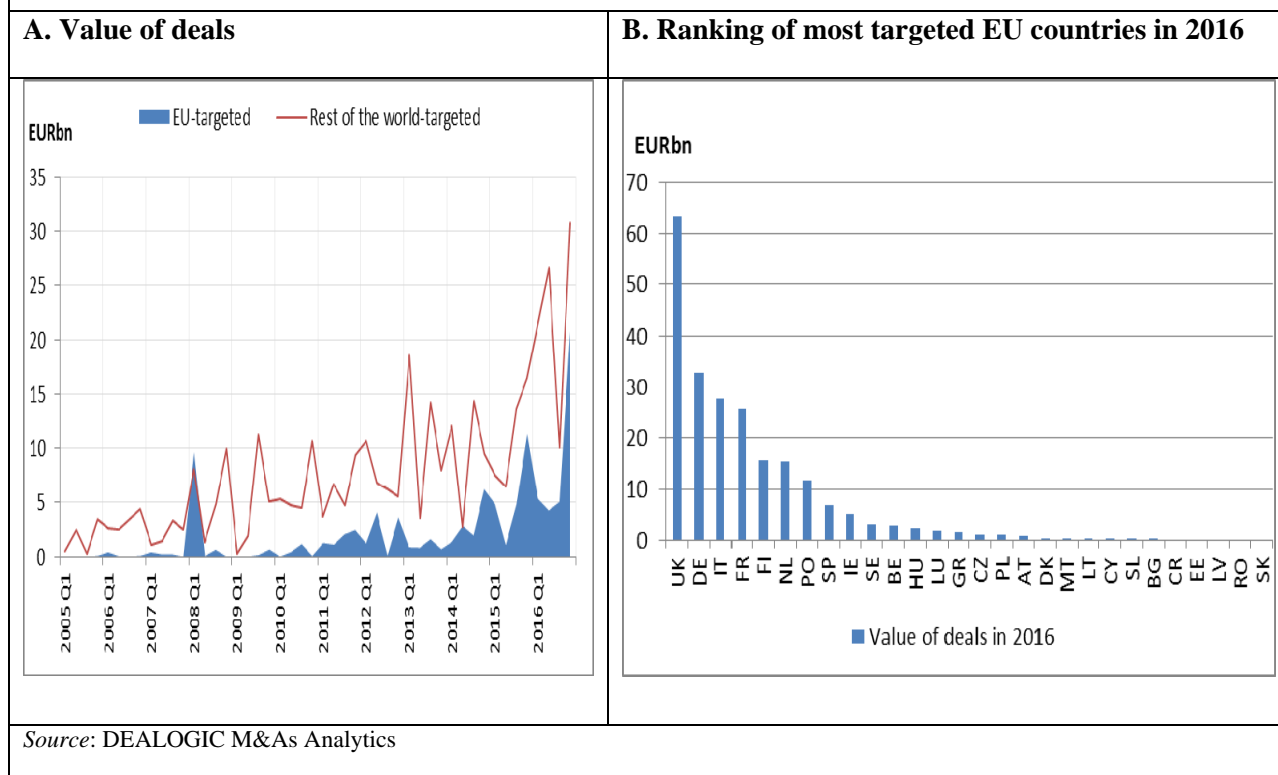 A. Value of deals
B. Ranking of most targeted EU countries in 2016
EU-targeted
Rest of the world-targeted
EURbn
35
30
25
20
15
10
5
0
2005 Q1
2006 Q1
2007 Q1
2008 Q1
2009 Q1
2010 Q1
2011 Q1
2012 Q1
2013 Q1
2014 Q1
2015 Q1
2016 Q1
EURbn
70
60
50
40
30
20
10
0
UK
DE
IT
FR
FI
NL
PO
SP
IE
SE
BE
HU
LU
GR
CZ
PL
AT
DK
MT
LT
CY
SL
BG
CR
EE
LV
RO
SK
Value of deals in 2016
Source: DEALOGIC M&As Analytics